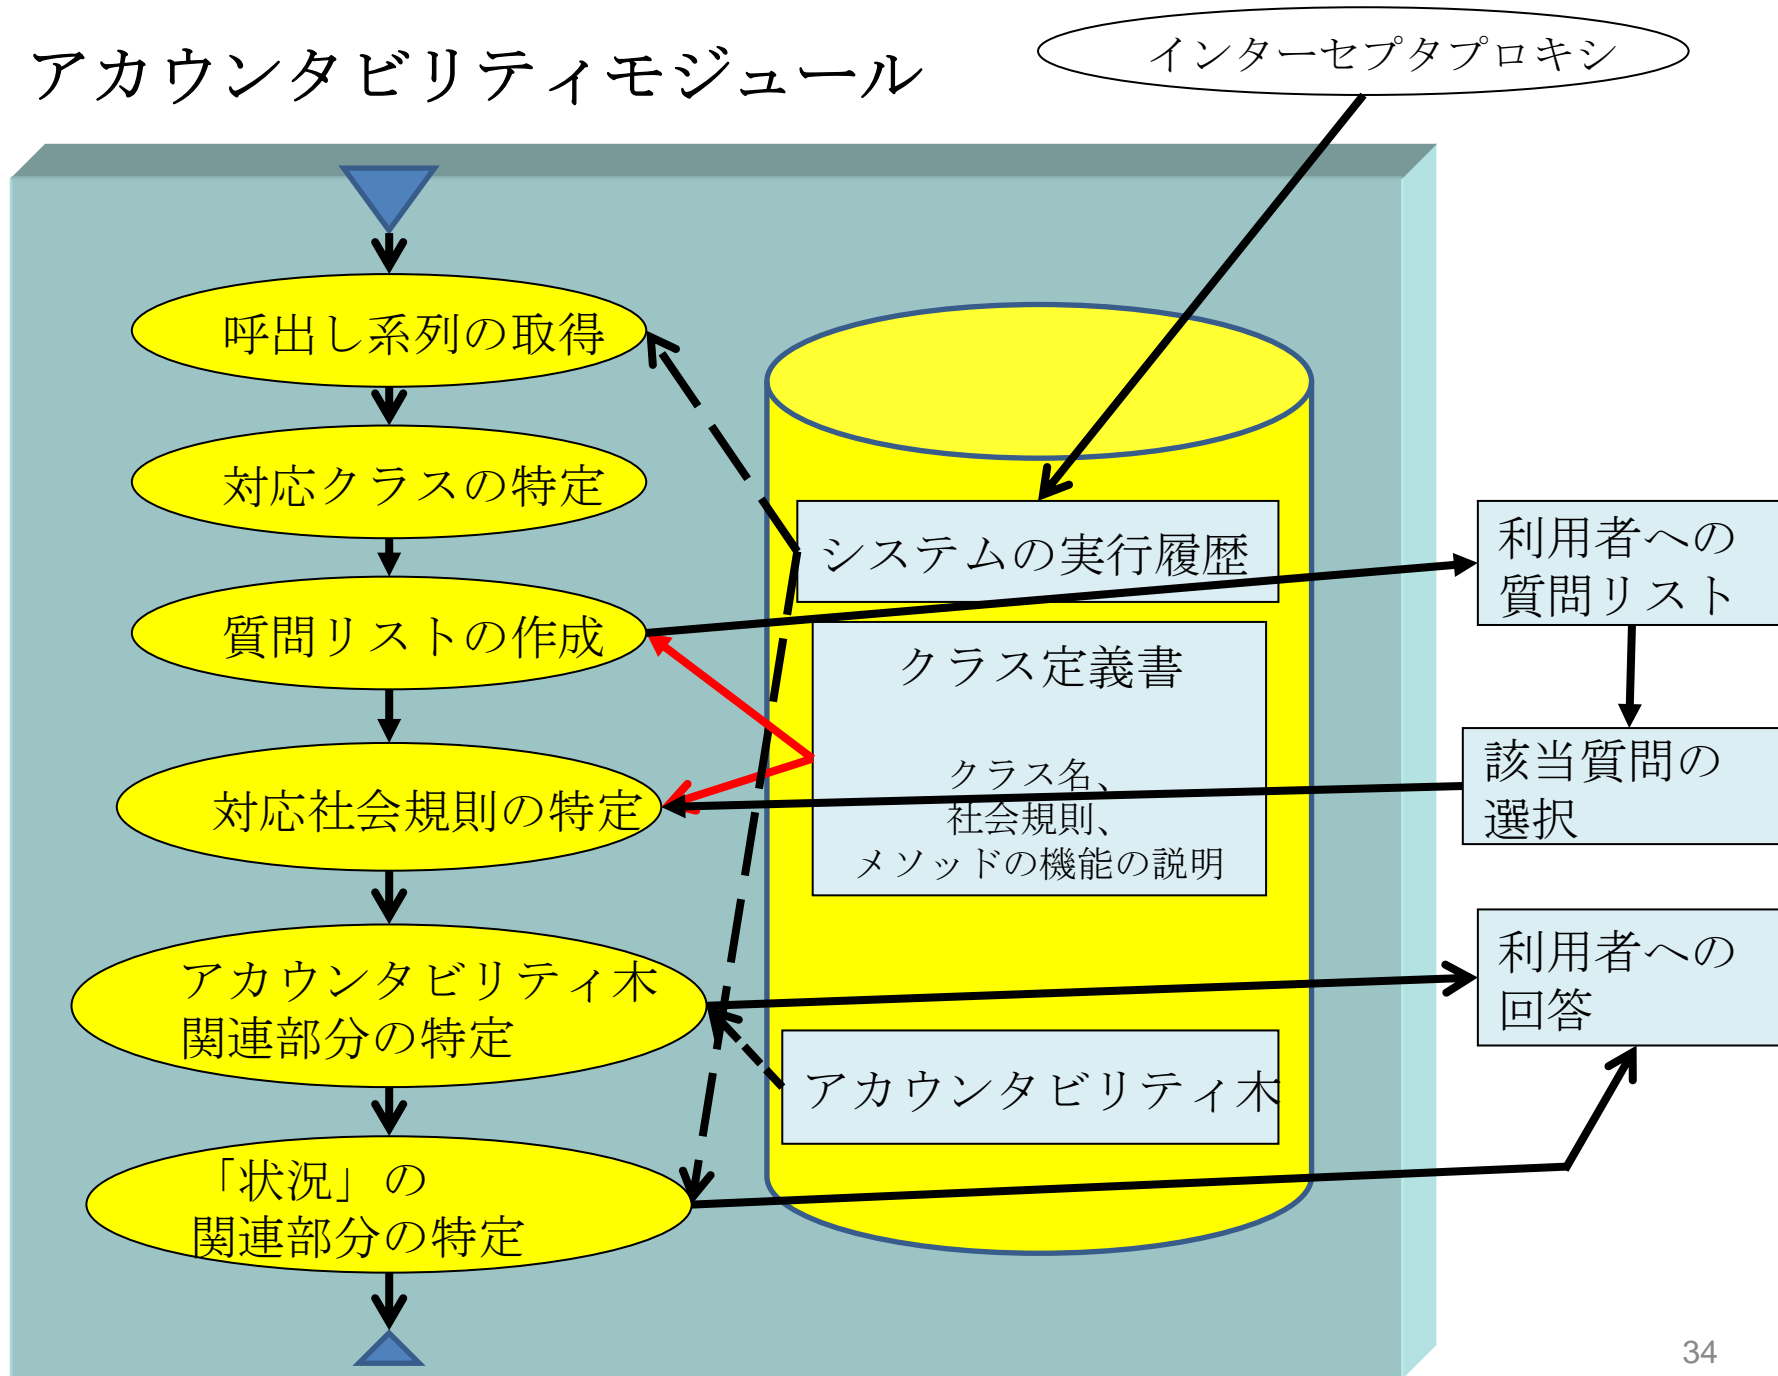 アカウンタビリティモジュール
インターセプタプロキシ
呼出し系列の取得
対応クラスの特定
質問リストの作成
対応社会規則の特定
アカウンタビリティ木
関連部分の特定
「状況」の
関連部分の特定
システムの実行履歴
クラス定義書
クラス名、
社会規則、
メソッドの機能の説明
アカウンタビリティ木
利用者への
質問リスト
該当質問の
選択
利用者への
回答
34